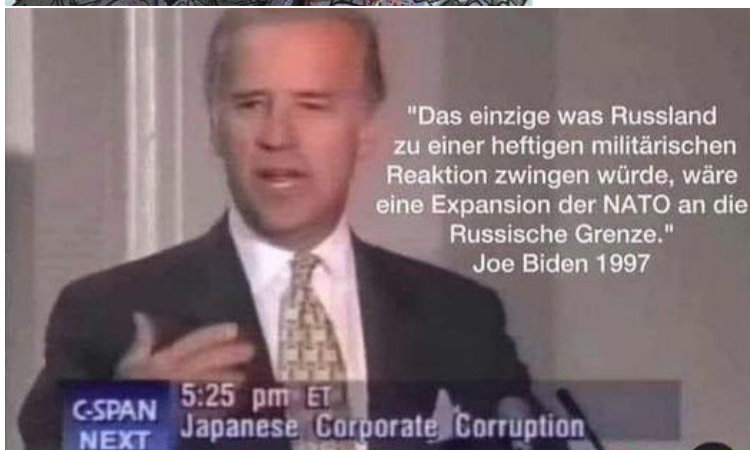 "Das einzige was Russland
zu einer heftigen militärischen
Reaktion zwingen würde, wäre
eine Expansion der NATO an die
Russische Grenze."
Joe Biden 1997
C-SPAN
NEXT
5:25 pm ET
Japanese Corporate Corruption